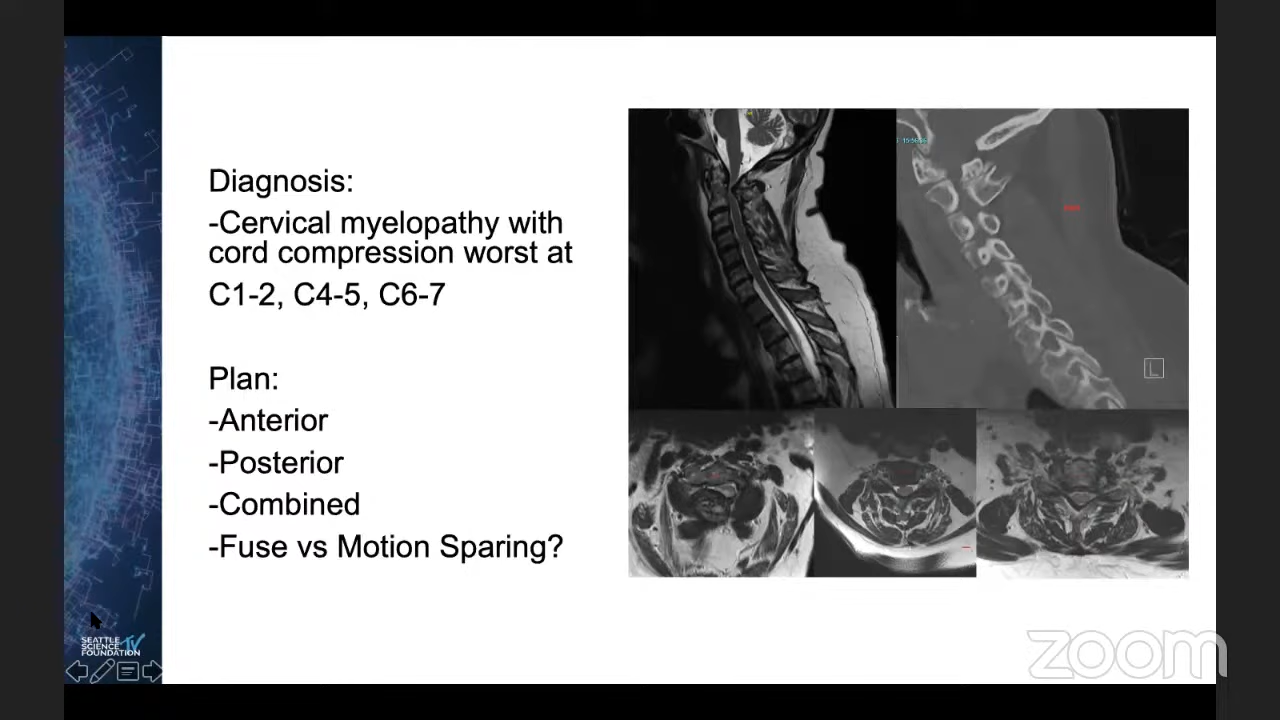 Diagnosis:
-Cervical myelopathy with
cord compression worst at
C1-2, C4-5, C6-7
Plan:
-Anterior
-Posterior
-Combined
-Fuse vs Motion Sparing?
L
SEATTLE
SCIENCE TV
FOUNDATION
zoom